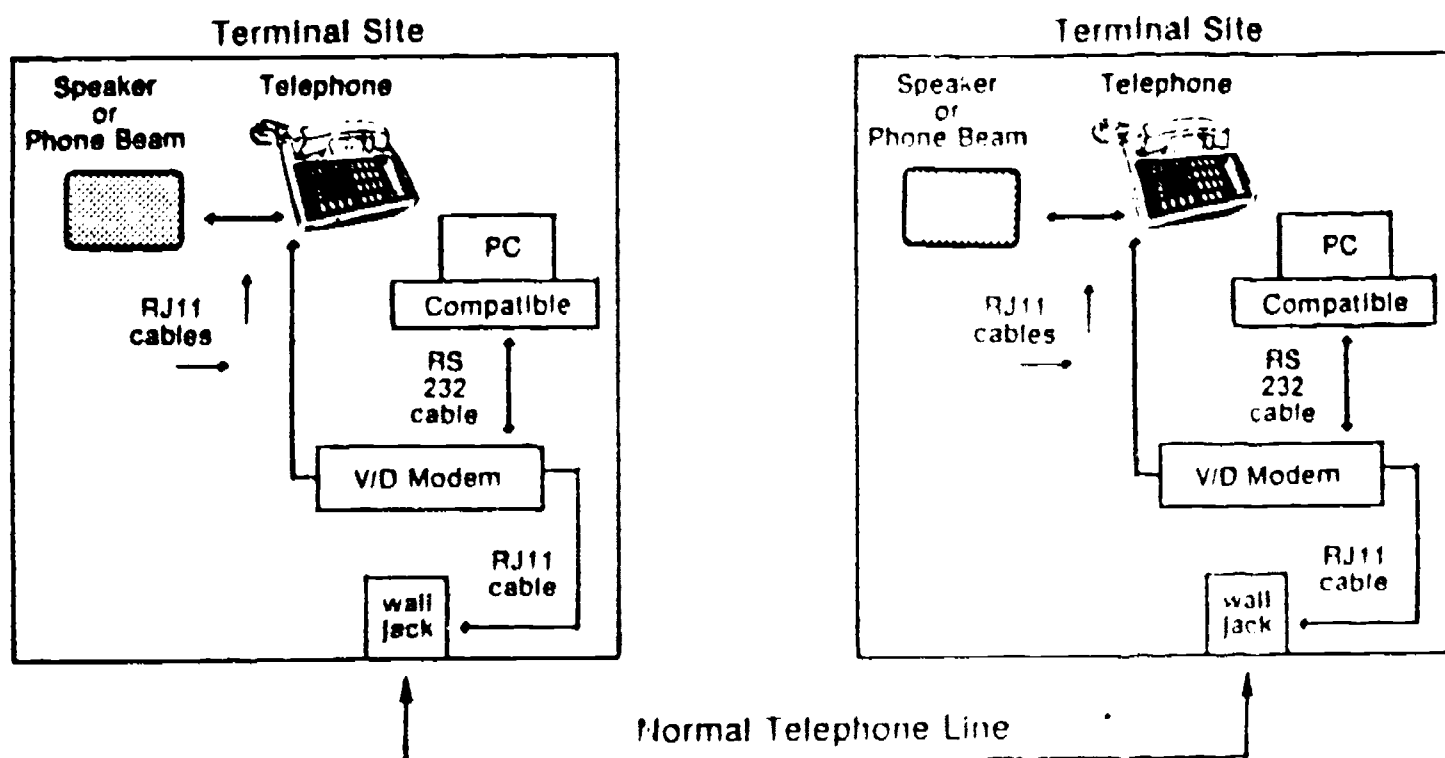 Terminal Site
Speaker
or
Phone Beam
Telephone
PC
Compatible
RJ11
cables
RS
232
cable
V/D Modem
RJ11
cable
wall
jack
Terminal Site
Speaker
or
Phone Beam
Telephone
PC
Compatible
RJ11
cables
RS
232
cable
V/D Modem
RJ11
cable
wall
jack
Normal Telephone Line